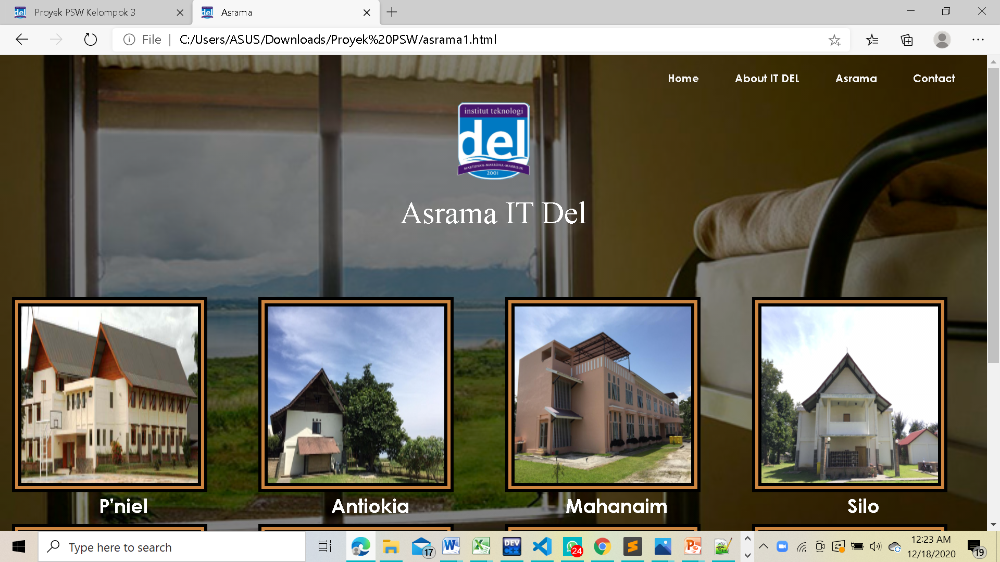 Proyek PSW Kelompok 3
Asrama
File | C:/Users/ASUS/Downloads/Proyek%20PSW/asrama1.html
Home About IT DEL Asrama Contact
institut teknologi
del
MARTUHAN-MARROHA-MARBISUK
2001
Asrama IT Del
P'niel Antiokia Mahanaim Silo
Type here to search
17
DEV
C++
24
12:23 AM
12/18/2020
19